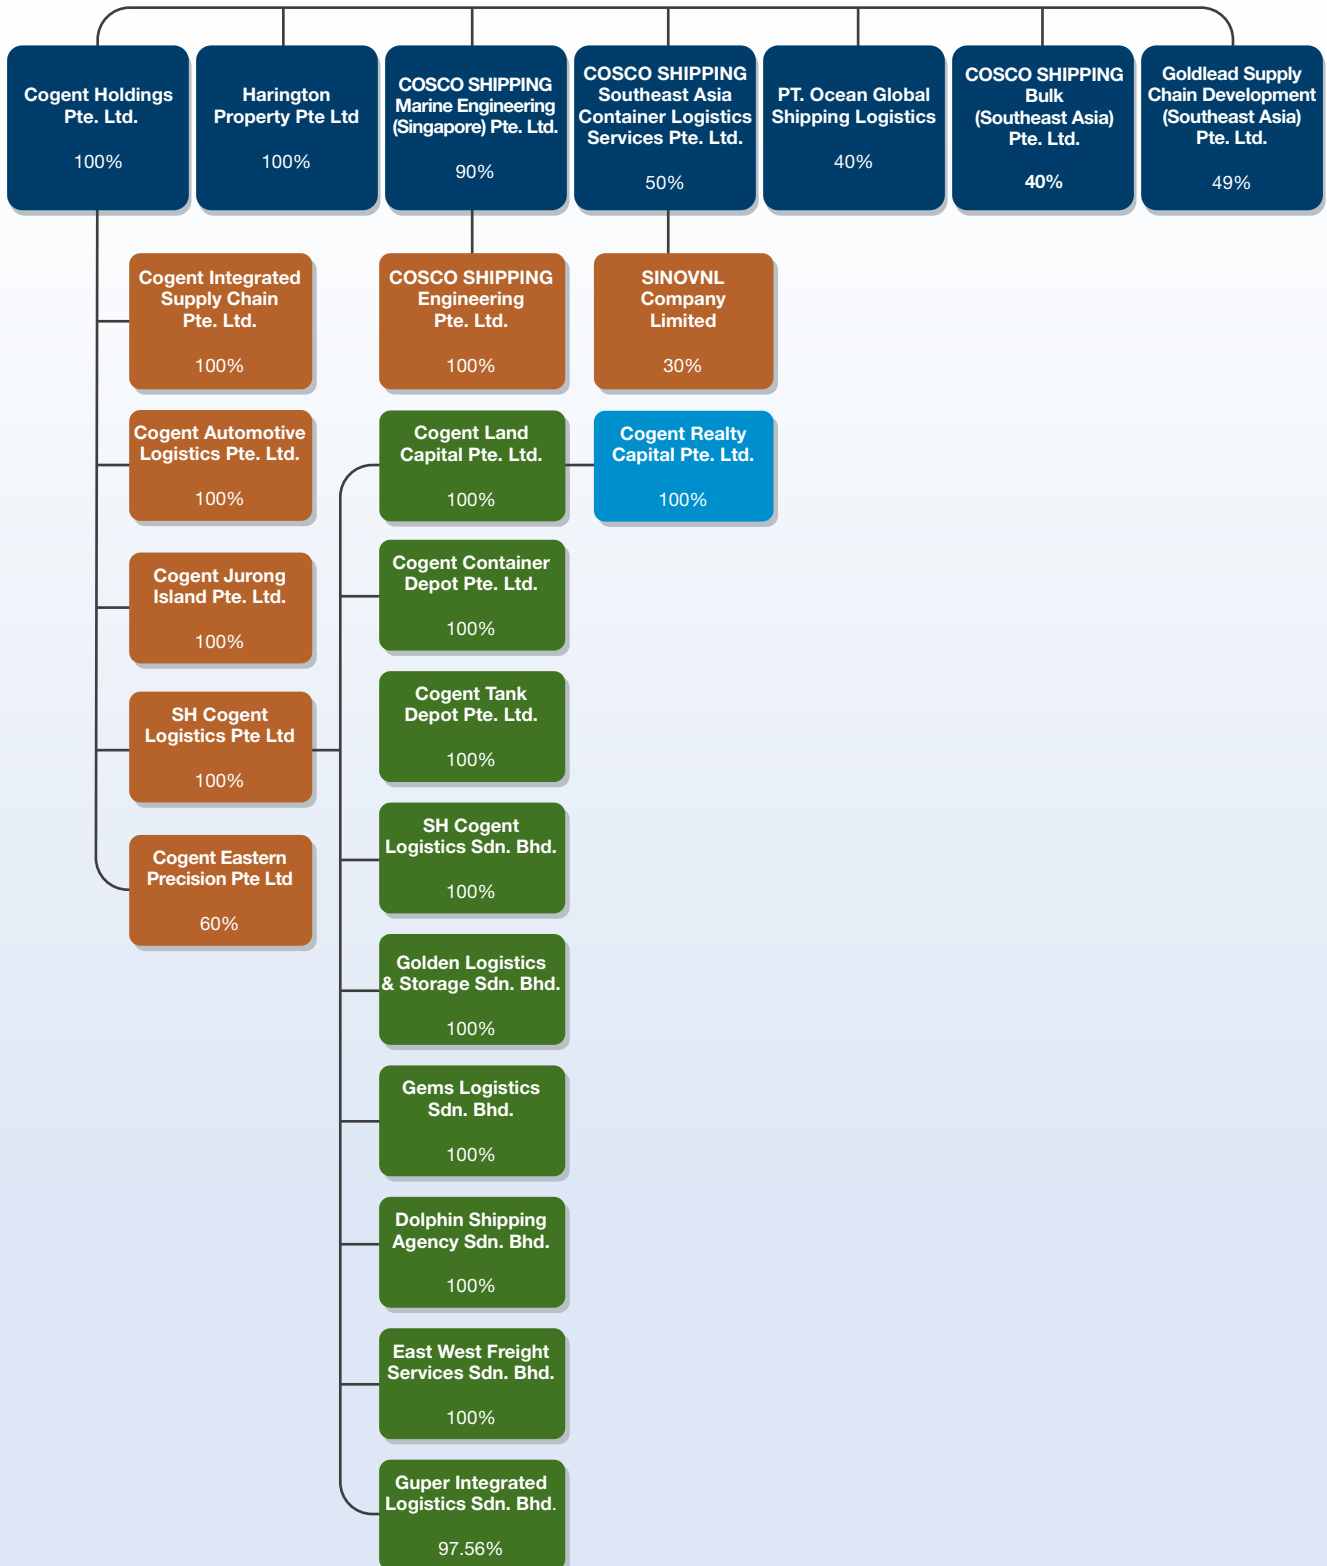 Cogent Holdings
Pte. Ltd.
100%
Harington
Property Pte Ltd
100%
COSCO SHIPPING
Marine Engineering
(Singapore) Pte. Ltd.
90%
COSCO SHIPPING
Southeast Asia
Container Logistics
Services Pte. Ltd.
50%
PT. Ocean Global
Shipping Logistics
40%
COSCO SHIPPING
Bulk
(Southeast Asia)
Pte. Ltd.
40%
Goldlead Supply
Chain Development
(Southeast Asia)
Pte. Ltd.
49%
Cogent Integrated
Supply Chain
Pte. Ltd.
100%
COSCO SHIPPING
Engineering
Pte. Ltd.
100%
SINOVNL
Company
Limited
30%
Cogent Automotive
Logistics Pte. Ltd.
100%
Cogent Land
Capital Pte. Ltd.
100%
Cogent Realty
Capital Pte. Ltd.
100%
Cogent Jurong
Island Pte. Ltd.
100%
Cogent Container
Depot Pte. Ltd.
100%
SH Cogent
Logistics Pte Ltd
100%
Cogent Tank
Depot Pte. Ltd.
100%
Cogent Eastern
Precision Pte Ltd
60%
SH Cogent
Logistics Sdn. Bhd.
100%
Golden Logistics
& Storage Sdn. Bhd.
100%
Gems Logistics
Sdn. Bhd.
100%
Dolphin Shipping
Agency Sdn. Bhd.
100%
East West Freight
Services Sdn. Bhd.
100%
Guper Integrated
Logistics Sdn. Bhd.
97.56%